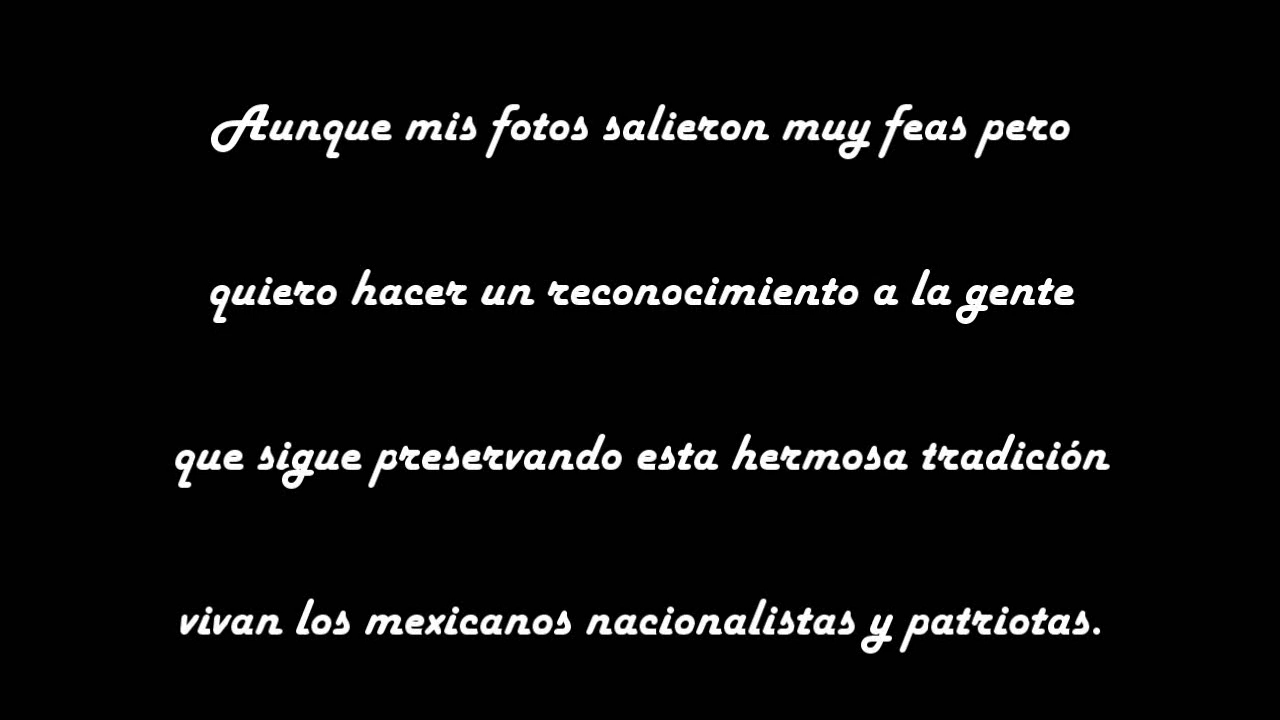 Aunque mis fotos salieron muy feas pero
quiero hacer un reconocimiento a la gente
que sigue preservando esta hermosa tradición
vivan los mexicanos nacionalistas y patriotas.